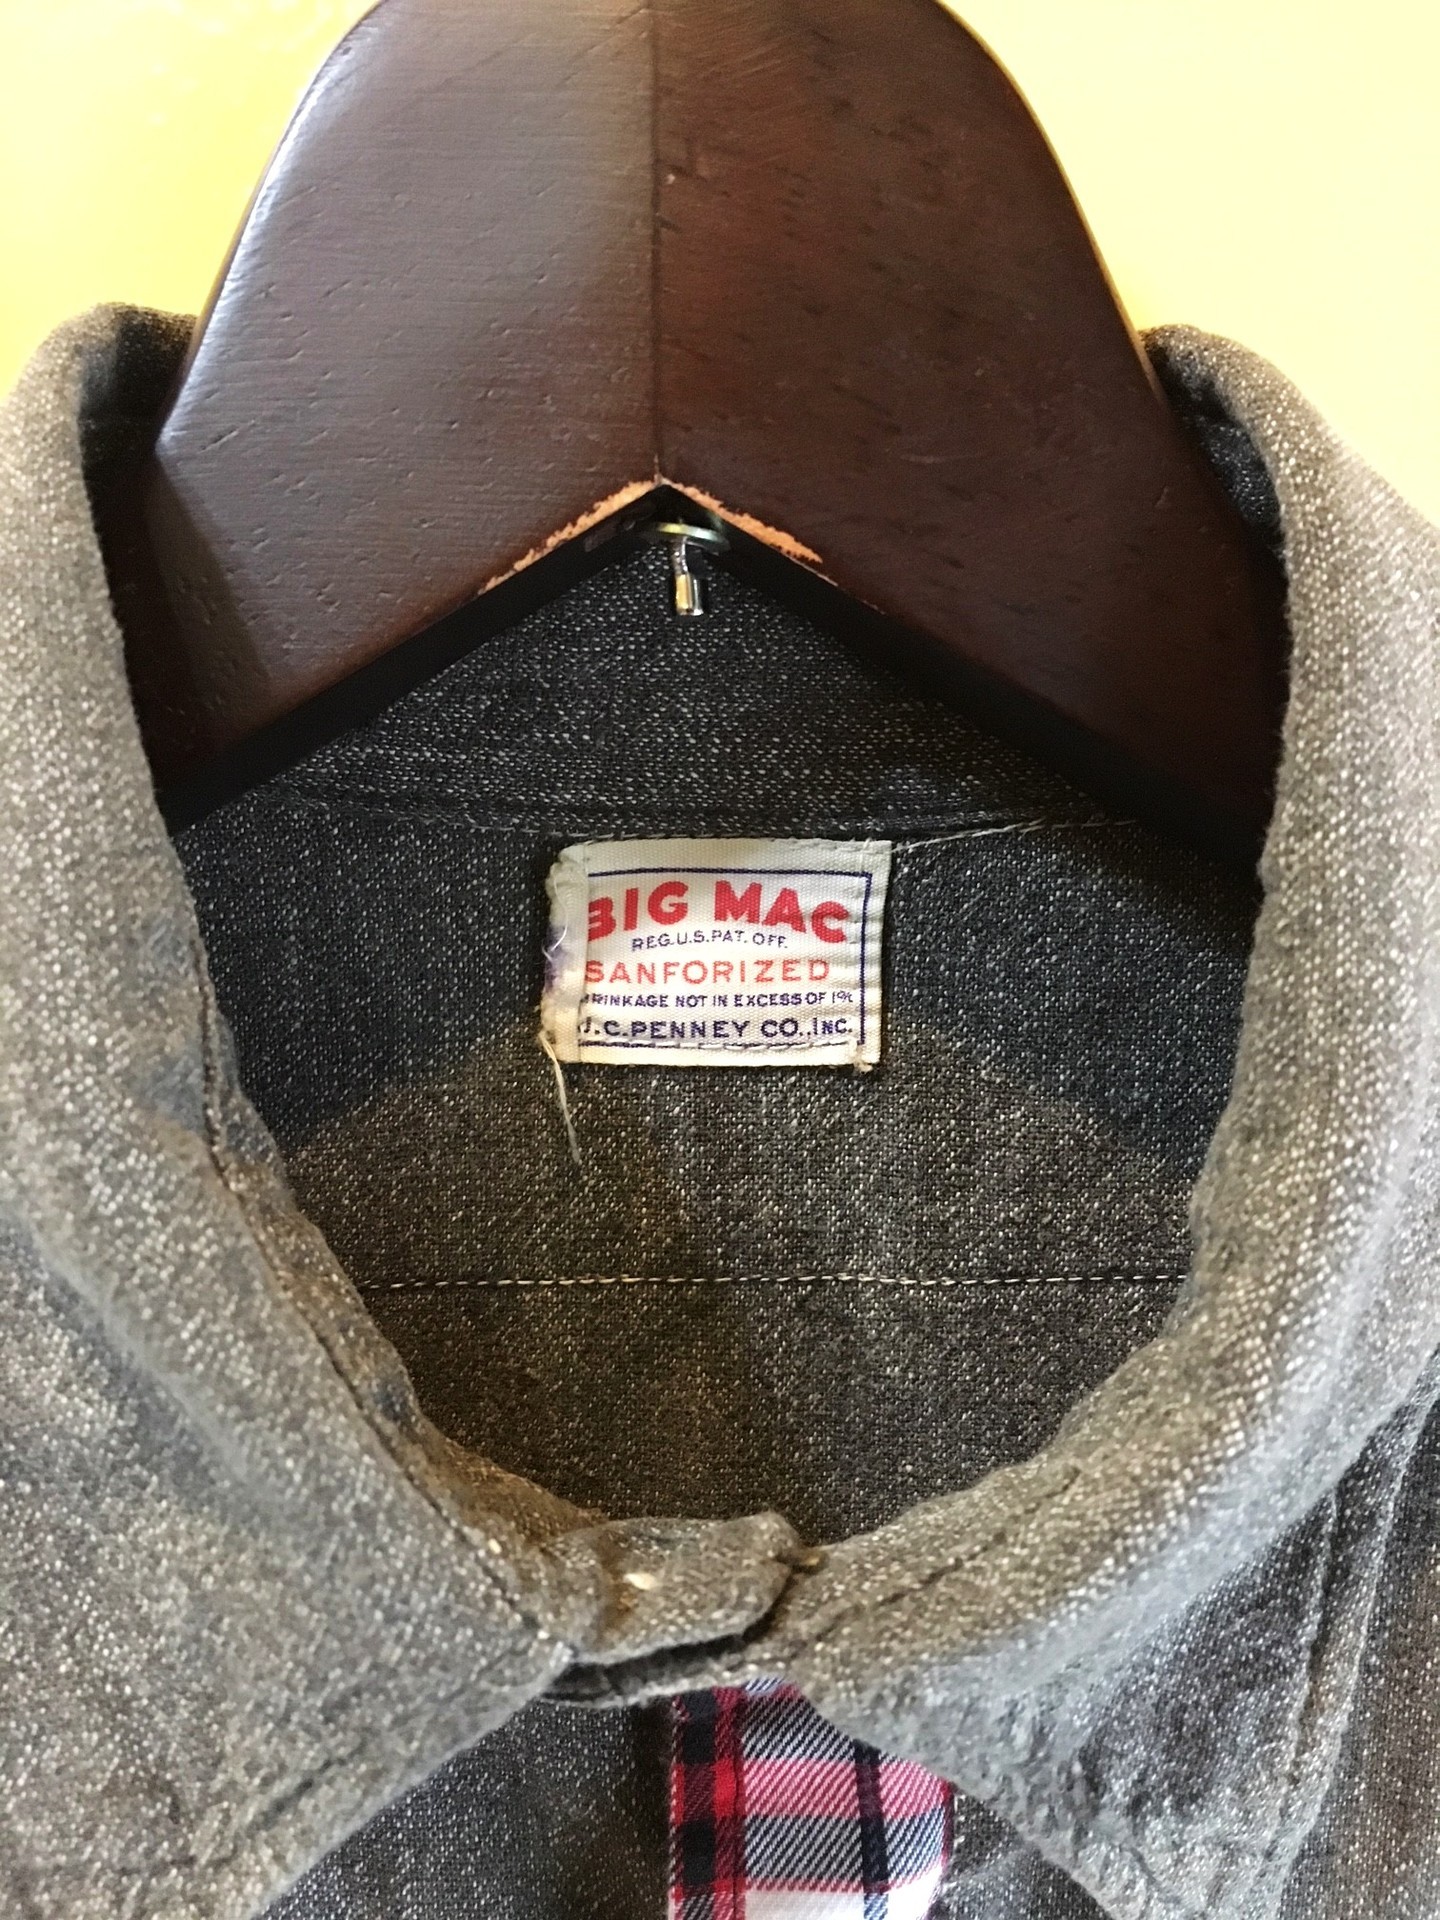 BIG MAC
REG.U.S.PAT. OFF.
SANFORIZED
SHRINKAGE NOT IN EXCESS OF 1%
J.C.PENNEY CO.,INC.